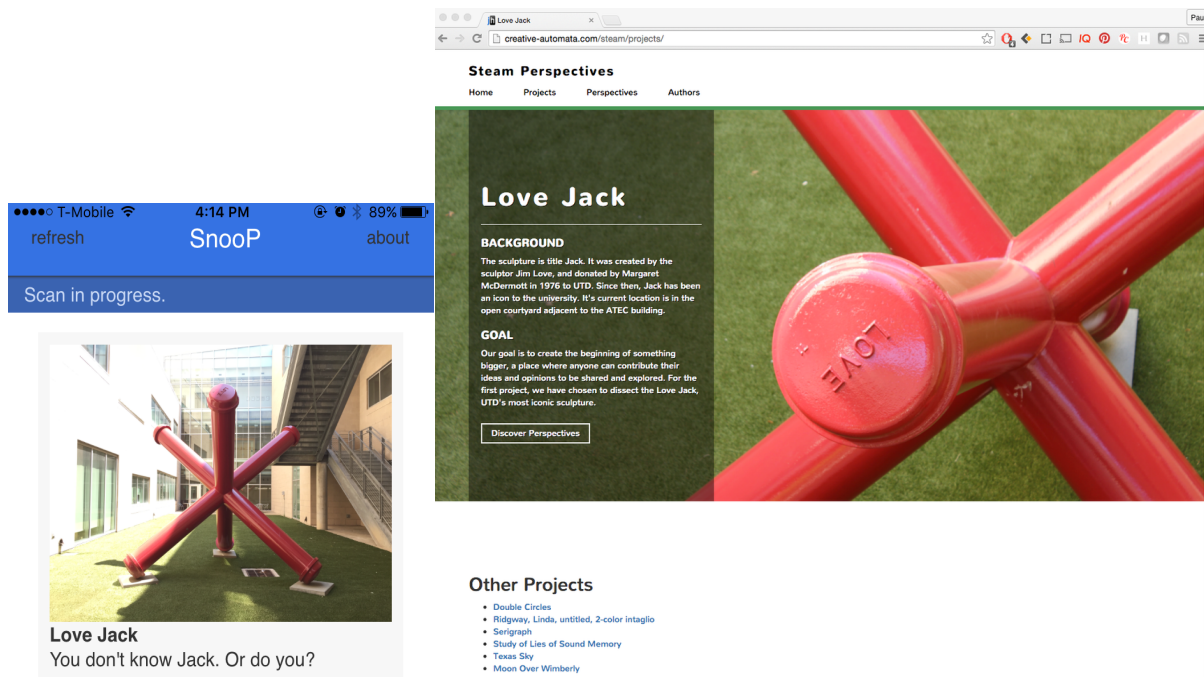 T-Mobile 4:14 PM 89%
refresh SnooP about
Scan in progress.
Love Jack
You don't know Jack. Or do you?
Love Jack
Pau
creative-automata.com/steam/projects/
Steam Perspectives
Home Projects Perspectives Authors
Love Jack
BACKGROUND
The sculpture is title Jack. It was created by the
sculptor Jim Love, and donated by Margaret
McDermott in 1976 to UTD. Since then, Jack has been
an icon to the university. It's current location is in the
open courtyard adjacent to the ATEC building.
GOAL
Our goal is to create the beginning of something
bigger, a place where anyone can contribute their
ideas and opinions to be shared and explored. For the
first project, we have chosen to dissect the Love Jack,
UTD's most iconic sculpture.
Discover Perspectives
LOVE
Other Projects
Double Circles
Ridgway, Linda, untitled, 2-color intaglio
Serigraph
Study of Lies of Sound Memory
Texas Sky
Moon Over Wimberly